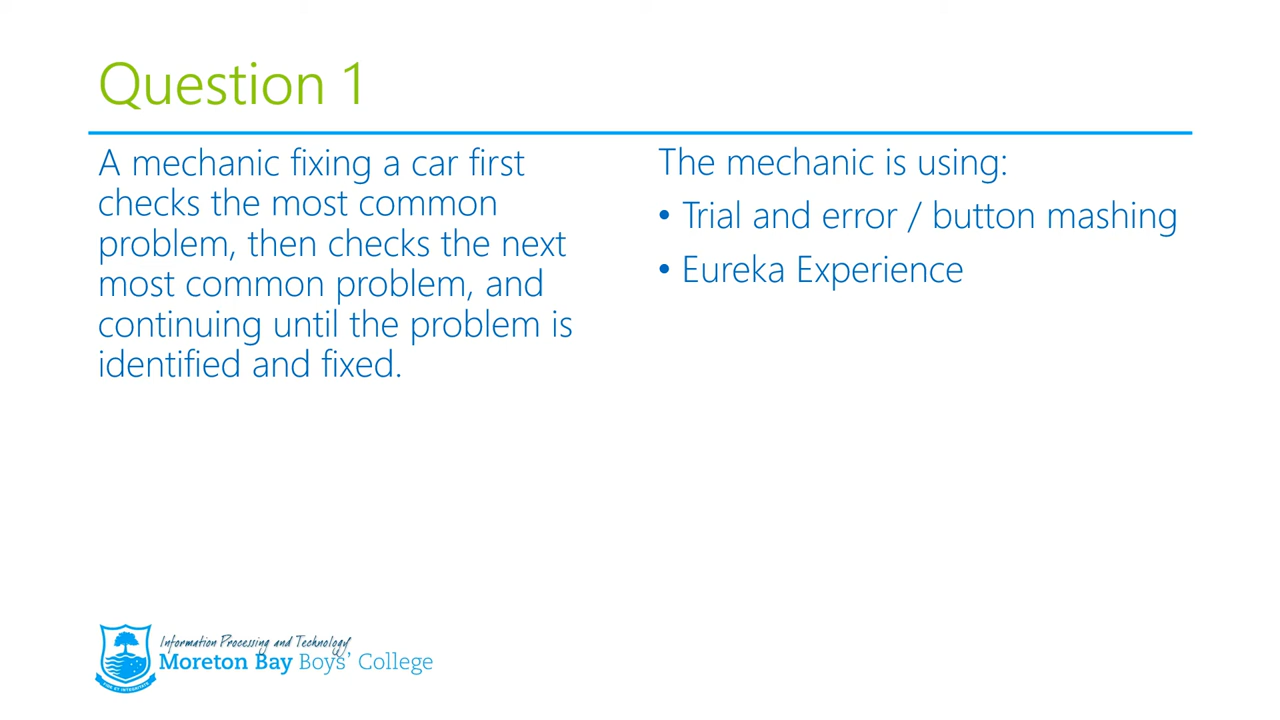 Question 1
A mechanic fixing a car first
checks the most common
problem, then checks the next
most common problem, and
continuing until the problem is
identified and fixed.
The mechanic is using:
• Trial and error / button mashing
• Eureka Experience
Information Processing and Technology
Moreton Bay Boys' College